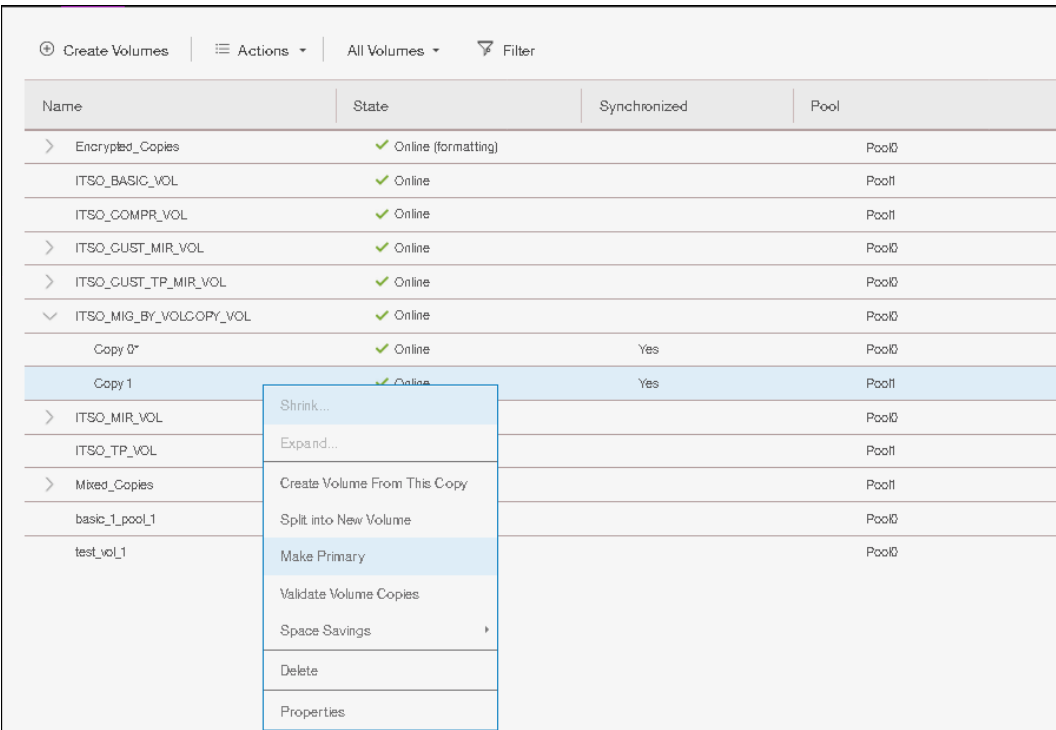 Create Volumes Actions All Volumes Filter
Name State Synchronized Pool
Encrypted_Copies Online (formatting) Pool0
ITSO_BASIC_VOL Online Pool1
ITSO_COMPR_VOL Online Pool1
ITSO_CUST_MIR_VOL Online Pool0
ITSO_CUST_TP_MIR_VOL Online Pool0
ITSO_MIG_BY_VOLCOPY_VOL Online Pool0
Copy 0* Online Yes Pool0
Copy 1 Online Yes Pool1
ITSO_MIR_VOL Pool0
ITSO_TP_VOL Pool1
Mixed_Copies Pool1
basic_1_pool_1 Pool0
test_vol_1 Pool0
Shrink...
Expand...
Create Volume From This Copy
Split into New Volume
Make Primary
Validate Volume Copies
Space Savings
Delete
Properties